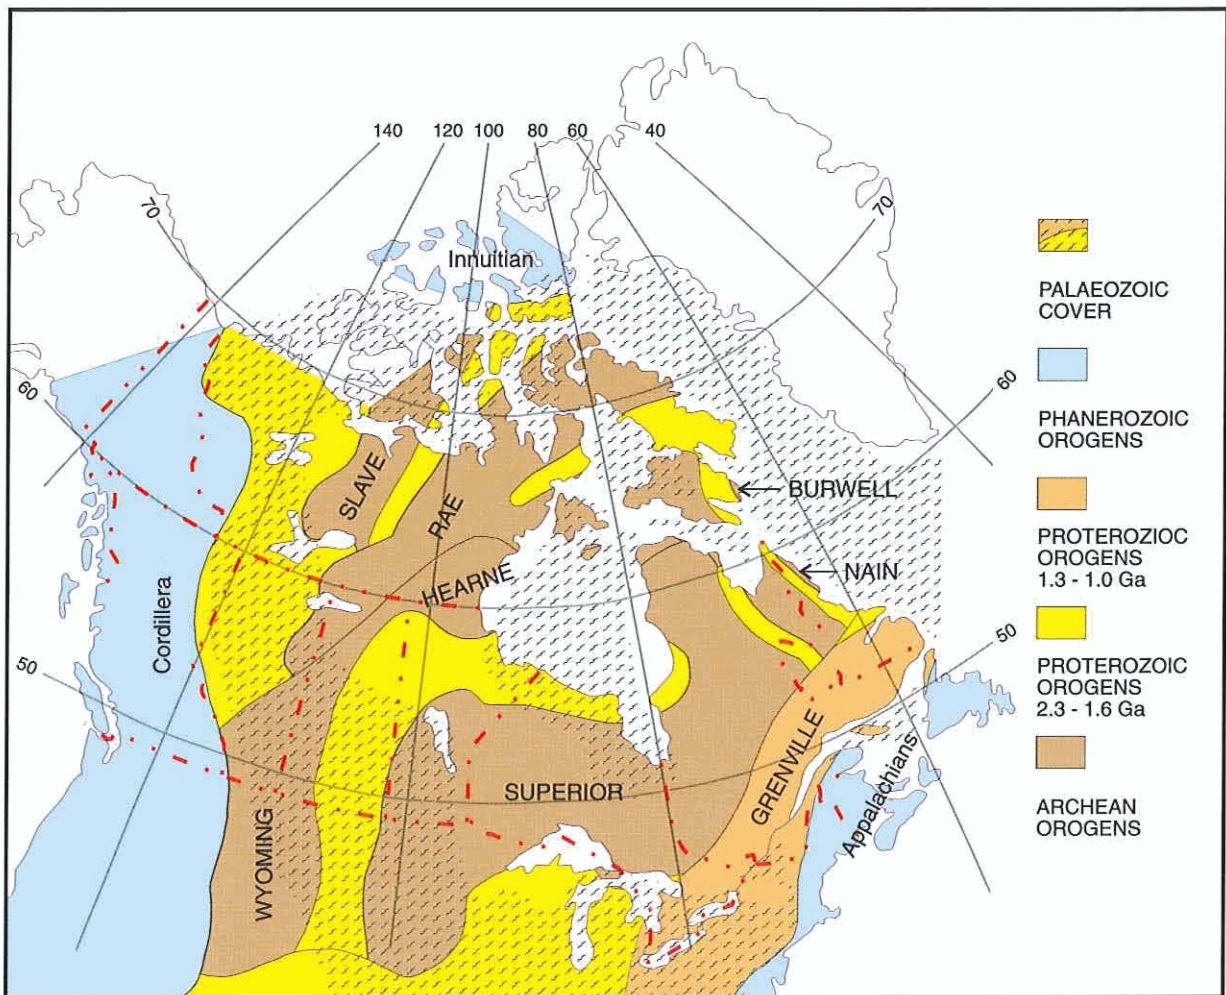 140
120
100
80
60
40
70
70
Innuitian
60
60
50
50
SLAVE
RAE
HEARNE
BURWELL
NAIN
Cordillera
SUPERIOR
WYOMING
GRENVILLE
Appalachians
PALAEOZOIC
COVER
PHANEROZOIC
OROGENS
PROTEROZIOC
OROGENS
1.3 - 1.0 Ga
PROTEROZOIC
OROGENS
2.3 - 1.6 Ga
ARCHEAN
OROGENS